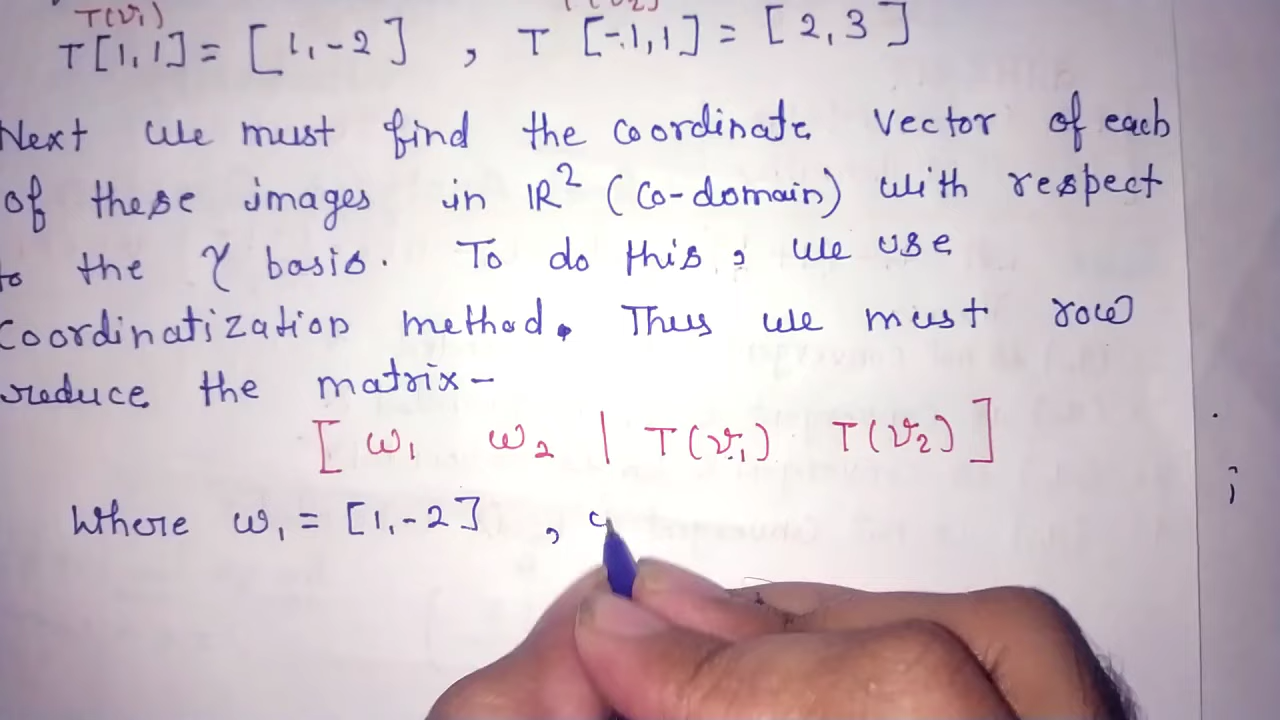 T(v₁)
T[1,1] = [1,-2] , T [-1,1] = [2,3]
Next we must find the coordinate vector of each
of these images in IR² (co-domain) with respect
to the γ basis. To do this, we use
coordinatization method. Thus we must row
reduce the matrix-
[ w₁ w₂ | T(v₁) T(v₂) ]
Where w₁ = [1,-2] ,